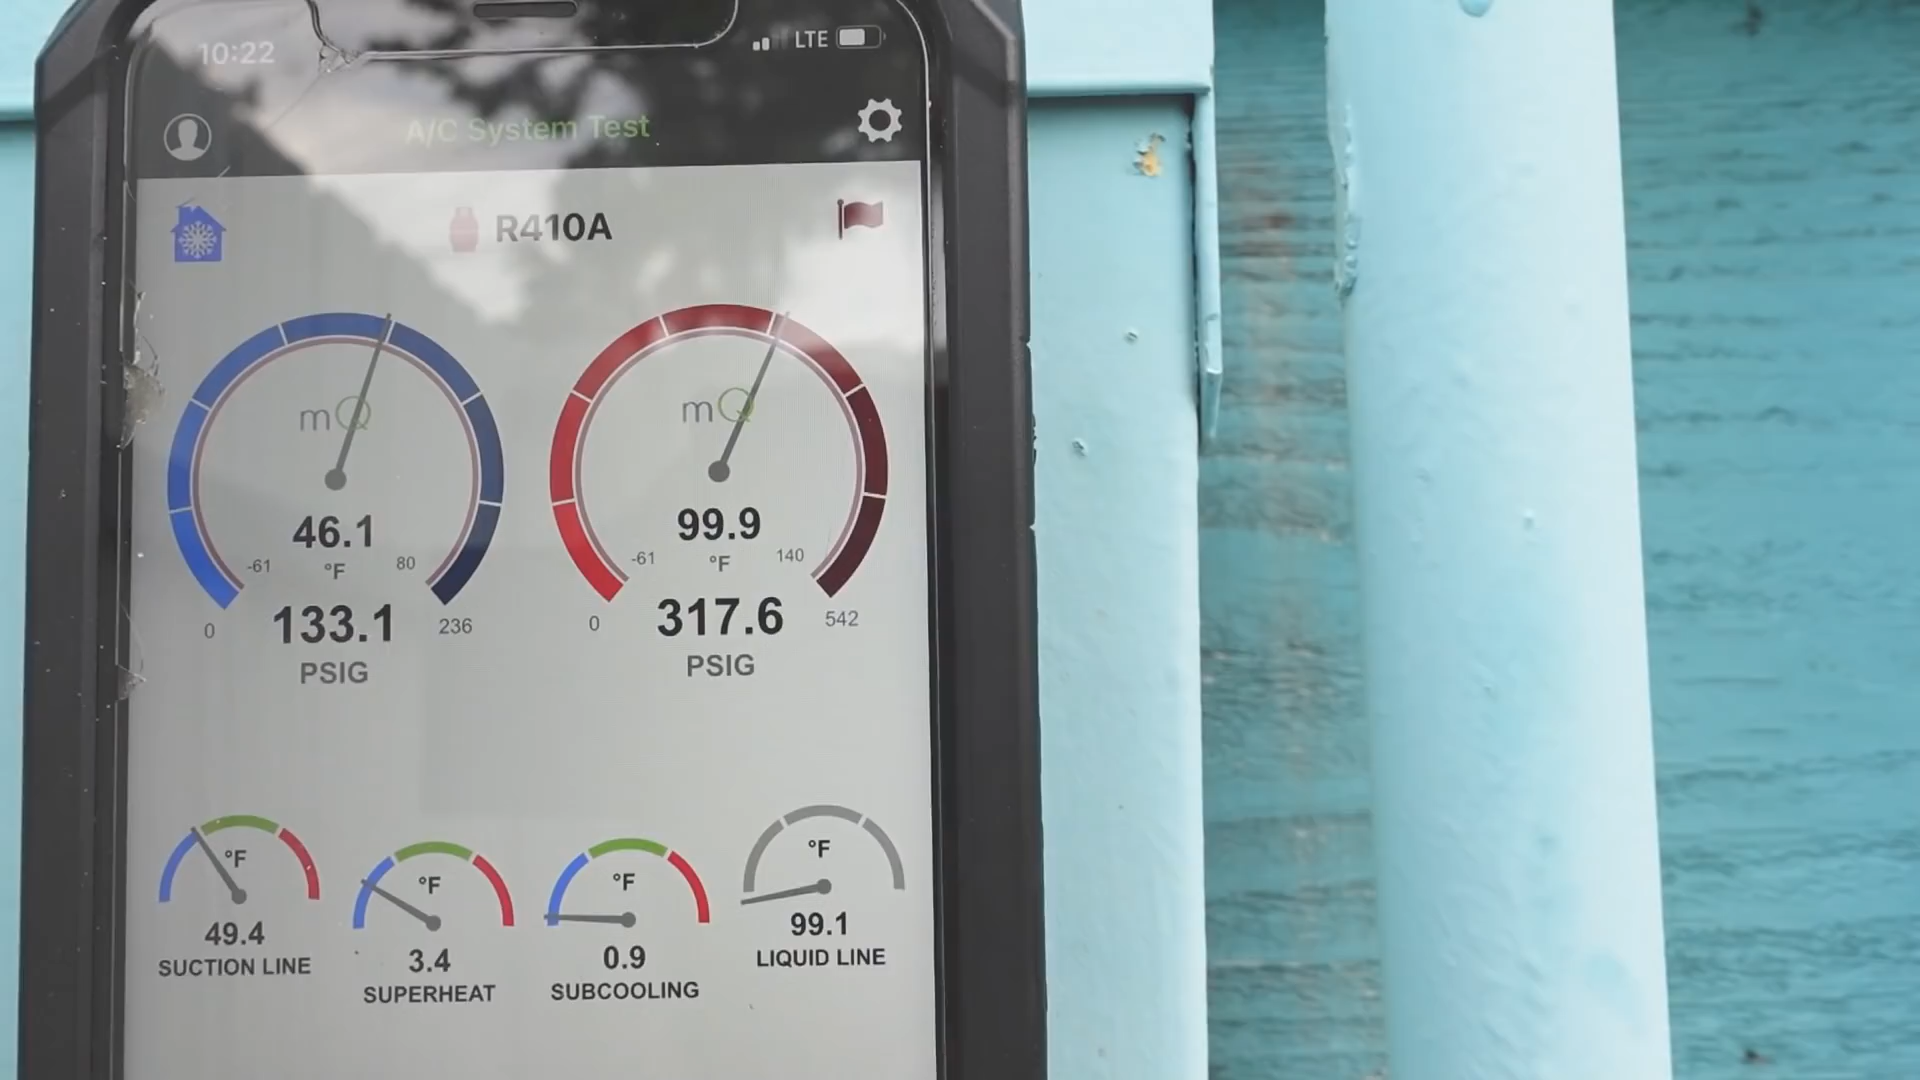 10:22
LTE
A/C System Test
R410A
mQ
mQ
46.1
-61
°F
80
133.1
0
236
PSIG
99.9
-61
°F
140
317.6
0
542
PSIG
°F
49.4
SUCTION LINE
°F
3.4
SUPERHEAT
°F
0.9
SUBCOOLING
°F
99.1
LIQUID LINE